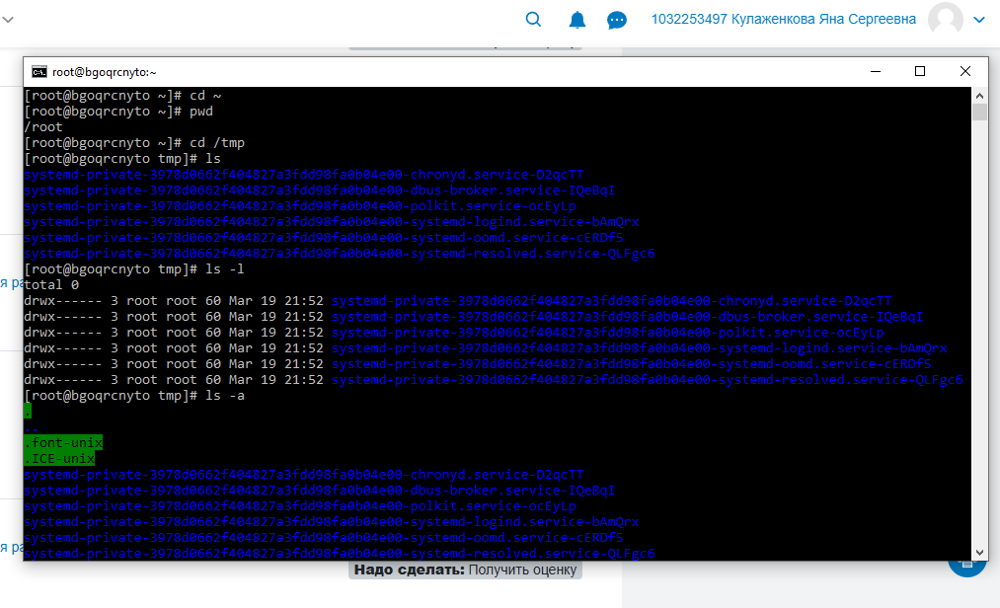 1032253497 Кулаженкова Яна Сергеевна
root@bgoqrcnyto:~
[root@bgoqrcnyto ~]# cd ~
[root@bgoqrcnyto ~]# pwd
/root
[root@bgoqrcnyto ~]# cd /tmp
[root@bgoqrcnyto tmp]# ls
systemd-private-3978d0662f404827a3fdd98fa0b04e00-chronyd.service-D2qcTT
systemd-private-3978d0662f404827a3fdd98fa0b04e00-dbus-broker.service-IQeBqI
systemd-private-3978d0662f404827a3fdd98fa0b04e00-polkit.service-ocEyLp
systemd-private-3978d0662f404827a3fdd98fa0b04e00-systemd-logind.service-bAmQrx
systemd-private-3978d0662f404827a3fdd98fa0b04e00-systemd-oomd.service-cERDf5
systemd-private-3978d0662f404827a3fdd98fa0b04e00-systemd-resolved.service-QLFgc6
[root@bgoqrcnyto tmp]# ls -l
total 0
drwx------ 3 root root 60 Mar 19 21:52 systemd-private-3978d0662f404827a3fdd98fa0b04e00-chronyd.service-D2qcTT
drwx------ 3 root root 60 Mar 19 21:52 systemd-private-3978d0662f404827a3fdd98fa0b04e00-dbus-broker.service-IQeBqI
drwx------ 3 root root 60 Mar 19 21:52 systemd-private-3978d0662f404827a3fdd98fa0b04e00-polkit.service-ocEyLp
drwx------ 3 root root 60 Mar 19 21:52 systemd-private-3978d0662f404827a3fdd98fa0b04e00-systemd-logind.service-bAmQrx
drwx------ 3 root root 60 Mar 19 21:52 systemd-private-3978d0662f404827a3fdd98fa0b04e00-systemd-oomd.service-cERDf5
drwx------ 3 root root 60 Mar 19 21:52 systemd-private-3978d0662f404827a3fdd98fa0b04e00-systemd-resolved.service-QLFgc6
[root@bgoqrcnyto tmp]# ls -a
.
..
.font-unix
.ICE-unix
systemd-private-3978d0662f404827a3fdd98fa0b04e00-chronyd.service-D2qcTT
systemd-private-3978d0662f404827a3fdd98fa0b04e00-dbus-broker.service-IQeBqI
systemd-private-3978d0662f404827a3fdd98fa0b04e00-polkit.service-ocEyLp
systemd-private-3978d0662f404827a3fdd98fa0b04e00-systemd-logind.service-bAmQrx
systemd-private-3978d0662f404827a3fdd98fa0b04e00-systemd-oomd.service-cERDf5
systemd-private-3978d0662f404827a3fdd98fa0b04e00-systemd-resolved.service-QLFgc6
Надо сделать: Получить оценку